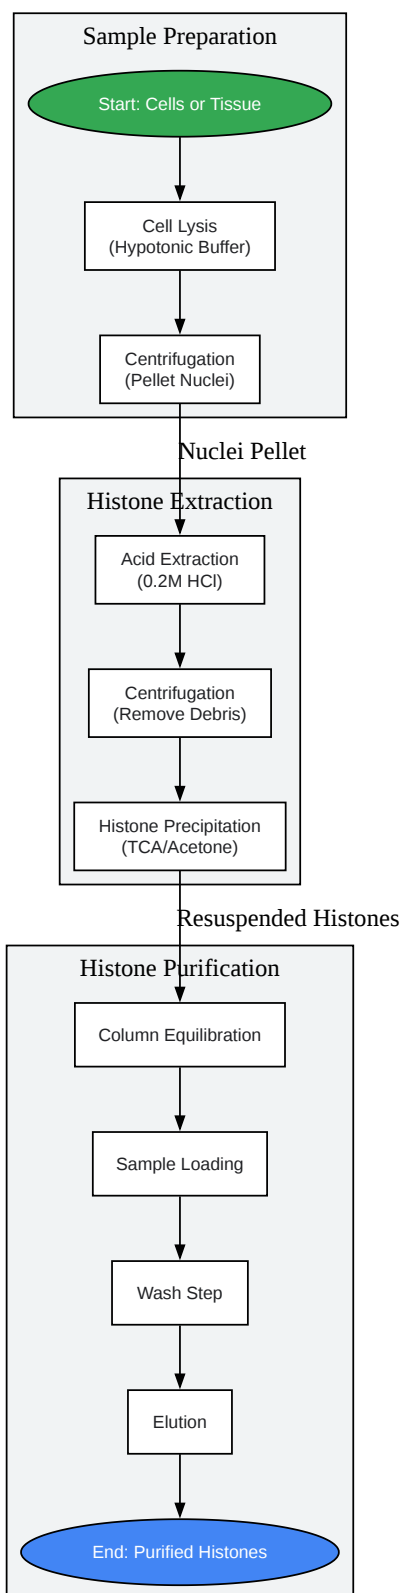 Sample Preparation
Start: Cells or Tissue
Cell Lysis
(Hypotonic Buffer)
Centrifugation
(Pellet Nuclei)
Nuclei Pellet
Histone Extraction
Acid Extraction
(0.2M HCl)
Centrifugation
(Remove Debris)
Histone Precipitation
(TCA/Acetone)
Resuspended Histones
Histone Purification
Column Equilibration
Sample Loading
Wash Step
Elution
End: Purified Histones